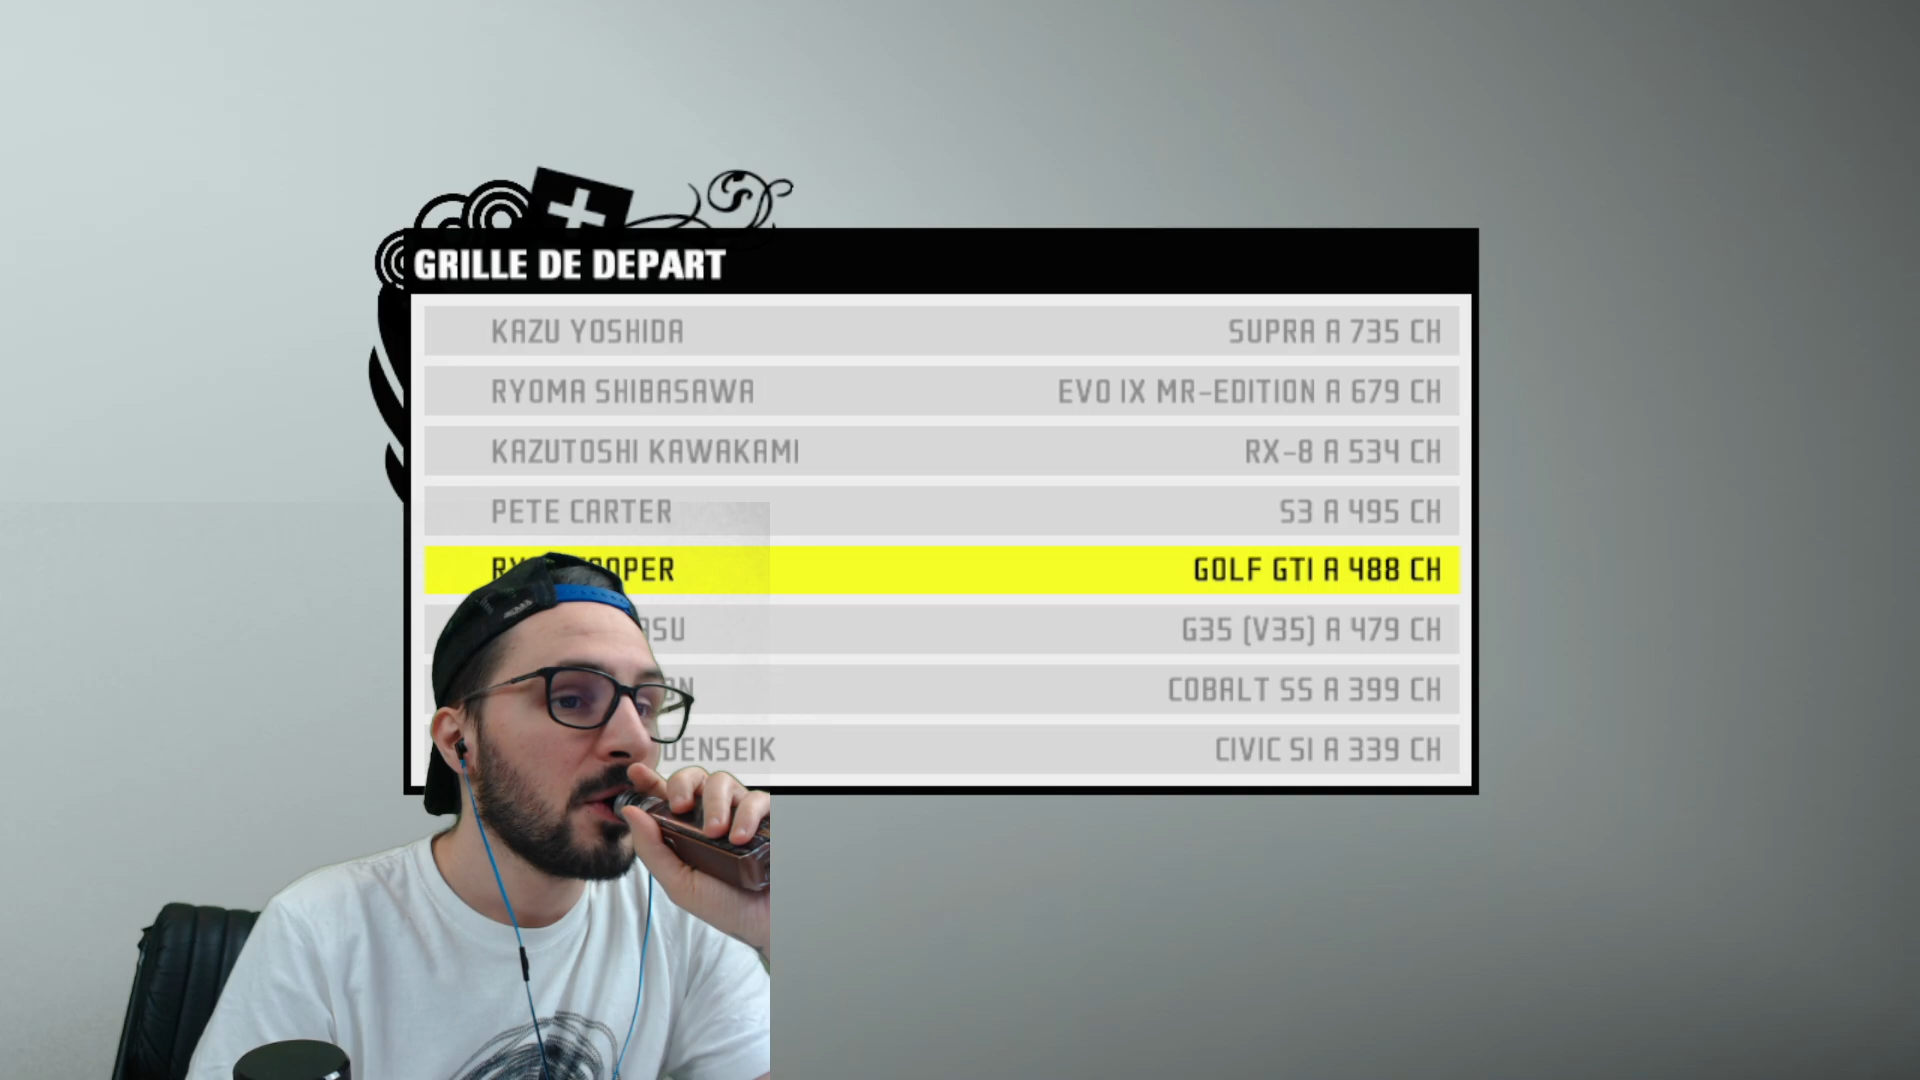 GRILLE DE DEPART
KAZU YOSHIDA SUPRA A 735 CH
RYOMA SHIBASAWA EVO IX MR-EDITION A 679 CH
KAZUTOSHI KAWAKAMI RX-8 A 534 CH
PETE CARTER S3 A 495 CH
GOLF GTI A 488 CH
G35 (V35) A 479 CH
COBALT SS A 399 CH
CIVIC SI A 339 CH